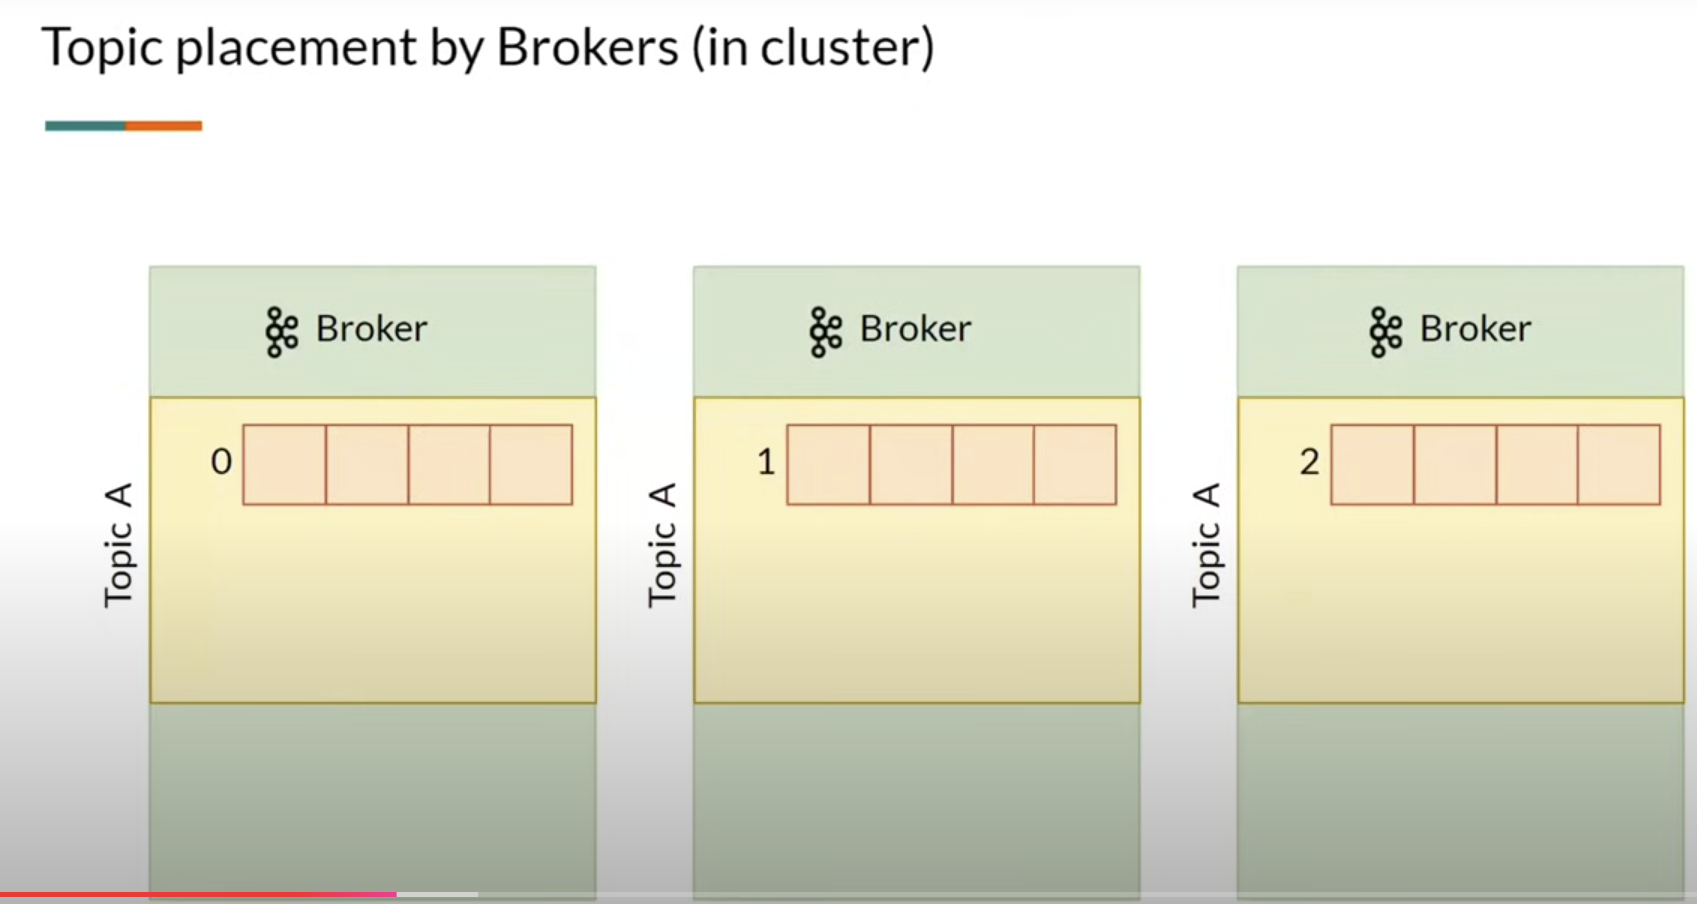 Topic placement by Brokers (in cluster)
Broker
Broker
Broker
Topic A
0
Topic A
1
Topic A
2